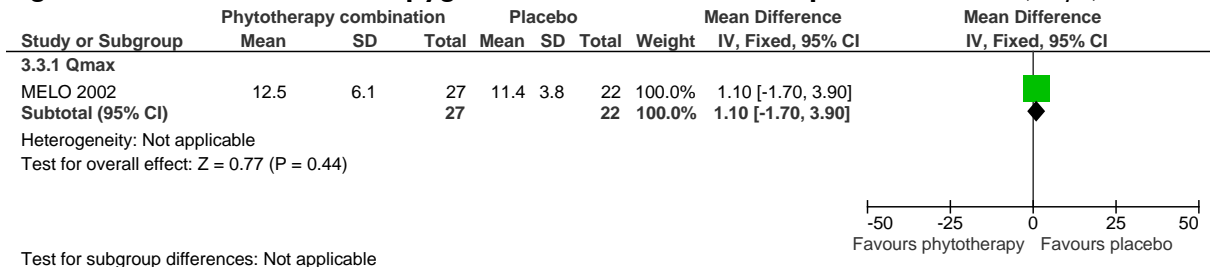 Phytotherapy combination Placebo Mean Difference Mean Difference
Study or Subgroup Mean SD Total Mean SD Total Weight IV, Fixed, 95% CI IV, Fixed, 95% CI
3.3.1 Qmax
MELO 2002 12.5 6.1 27 11.4 3.8 22 100.0% 1.10 [-1.70, 3.90]
Subtotal (95% CI) 27 22 100.0% 1.10 [-1.70, 3.90]
Heterogeneity: Not applicable
Test for overall effect: Z = 0.77 (P = 0.44)
-50 -25 0 25 50
Favours phytotherapy Favours placebo
Test for subgroup differences: Not applicable